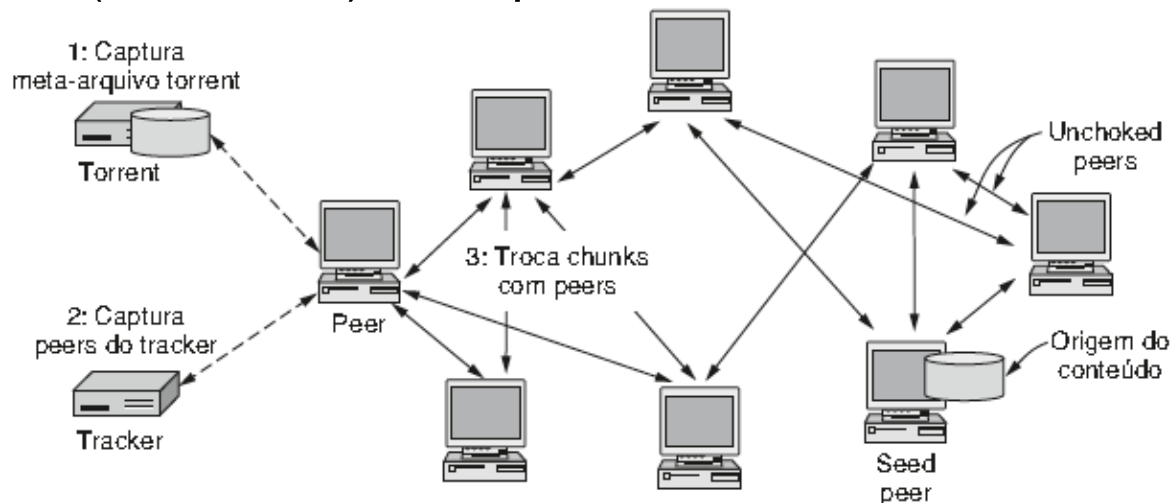 1: Captura
meta-arquivo torrent
Torrent
2: Captura
peers do tracker
Tracker
Peer
3: Troca chunks
com peers
Unchoked
peers
Origem do
conteúdo
Seed
peer